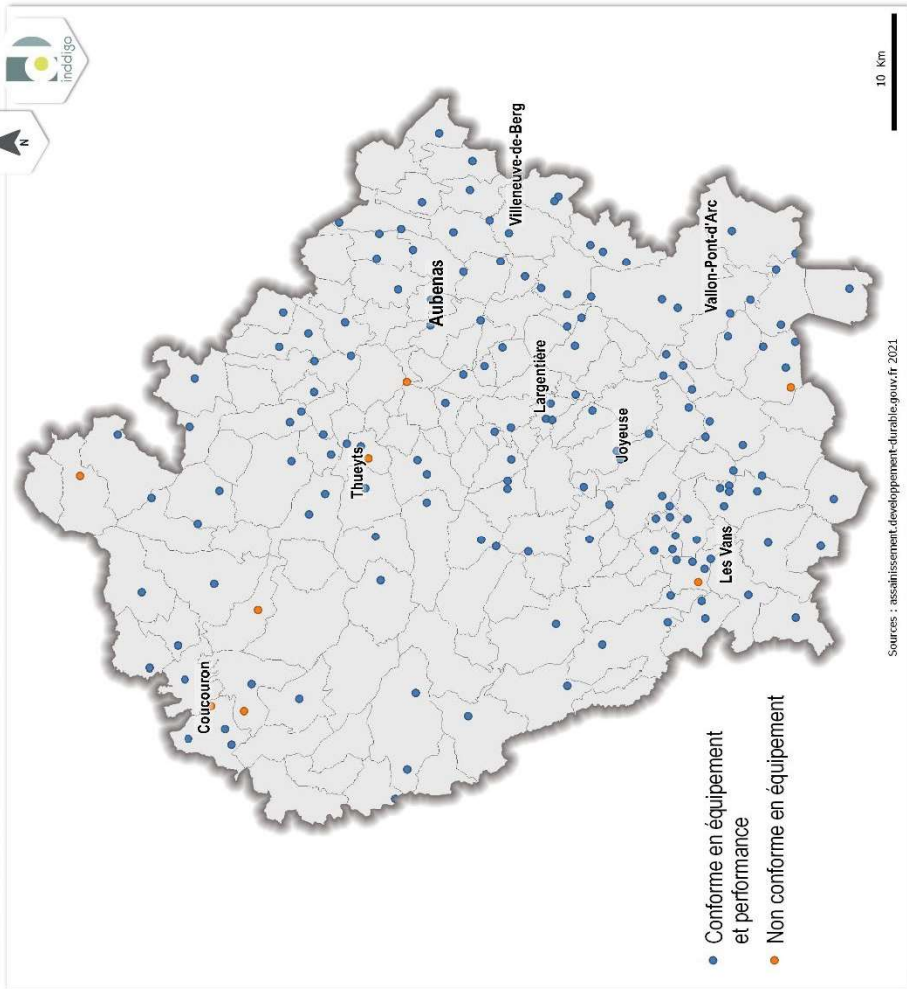 inddigo
N
Coucouron
Thueyts
Aubenas
Villeneuve-de-Berg
Largentière
Joyeuse
Les Vans
Vallon-Pont-d'Arc
Conforme en équipement
et performance
Non conforme en équipement
10 Km
Sources : assainissement.developpement-durable.gouv.fr 2021